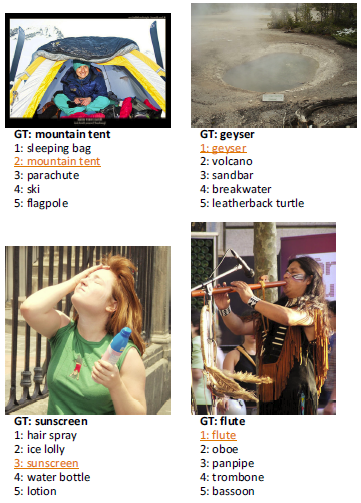 GT: mountain tent
1: sleeping bag
2: mountain tent
3: parachute
4: ski
5: flagpole
GT: geyser
1: geyser
2: volcano
3: sandbar
4: breakwater
5: leatherback turtle
GT: sunscreen
1: hair spray
2: ice lolly
3: sunscreen
4: water bottle
5: lotion
GT: flute
1: flute
2: oboe
3: panpipe
4: trombone
5: bassoon